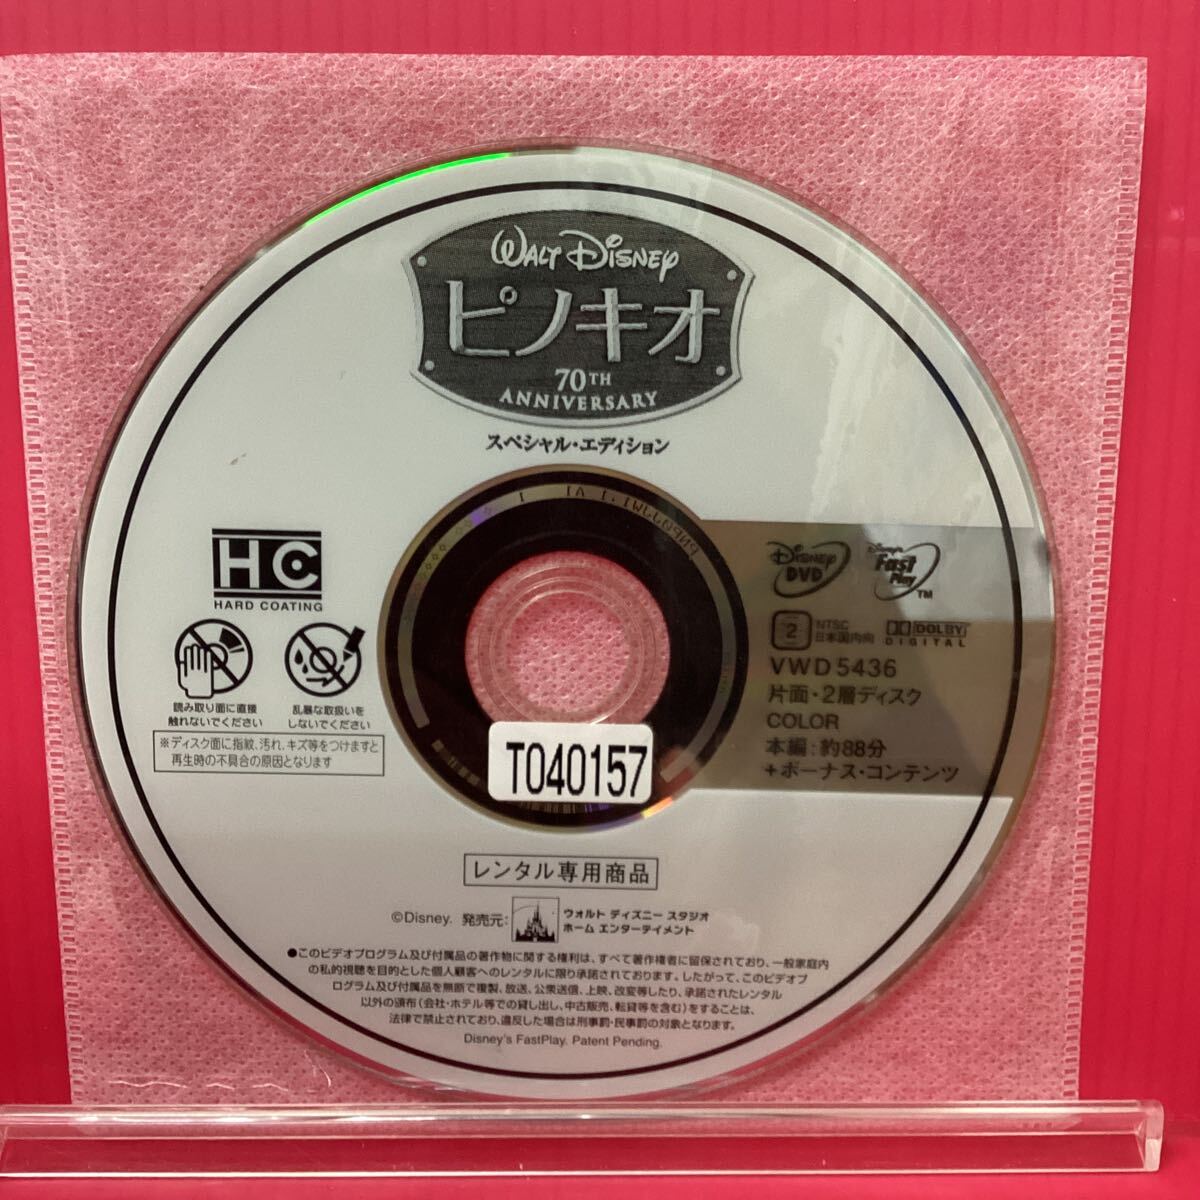 WALT DISNEY
ピノキオ
70TH
ANNIVERSARY
スペシャル・エディション
HC
HARD COATING
読み取り面に直接
触れないでください
乱暴な取扱いを
しないでください
※ディスク面に指紋、汚れ、キズ等をつけますと
再生時の不具合の原因となります
DISNEY
DVD
Disney's
Fast
Play
TM
2
NTSC
日本国内向
DOLBY
DIGITAL
VWD 5436
片面・2層ディスク
COLOR
本編：約88分
+ボーナス・コンテンツ
T040157
レンタル専用商品
©Disney. 発売元:
ウォルト ディズニー スタジオ
ホーム エンターテイメント
●このビデオプログラム及び付属品の著作物に関する権利は、すべて著作権者に留保されており、一般家庭内
の私的視聴を目的とした個人顧客へのレンタルに限り承諾されております。したがって、このビデオプ
ログラム及び付属品を無断で複製、放送、公衆送信、上映、改変等したり、承諾されたレンタル
以外の頒布(会社・ホテル等での貸し出し、中古販売、転貸等を含む)をすることは、
法律で禁止されており、違反した場合は刑事罰・民事罰の対象となります。
Disney's FastPlay. Patent Pending.